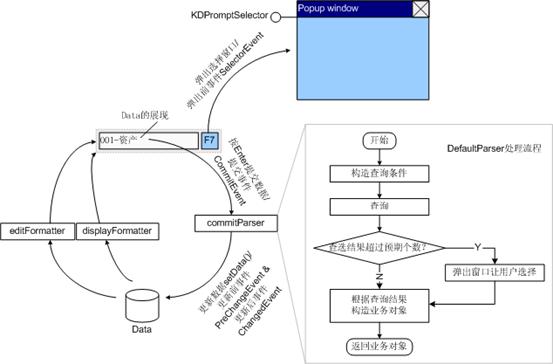 KDPromptSelector
Popup window
弹出选择窗口/
弹出前事件SelectorEvent
Data的展现
001-资产
F7
按Enter提交数据/
提交事件
CommitEvent
editFormatter
displayFormatter
commitParser
更新数据setData()/
更新前事件
PreChangeEvent &
更新后事件
ChangedEvent
Data
DefaultParser处理流程
开始
构造查询条件
查询
查选结果超过预期个数?
Y
N
弹出窗口让用户选择
根据查询结果
构造业务对象
返回业务对象